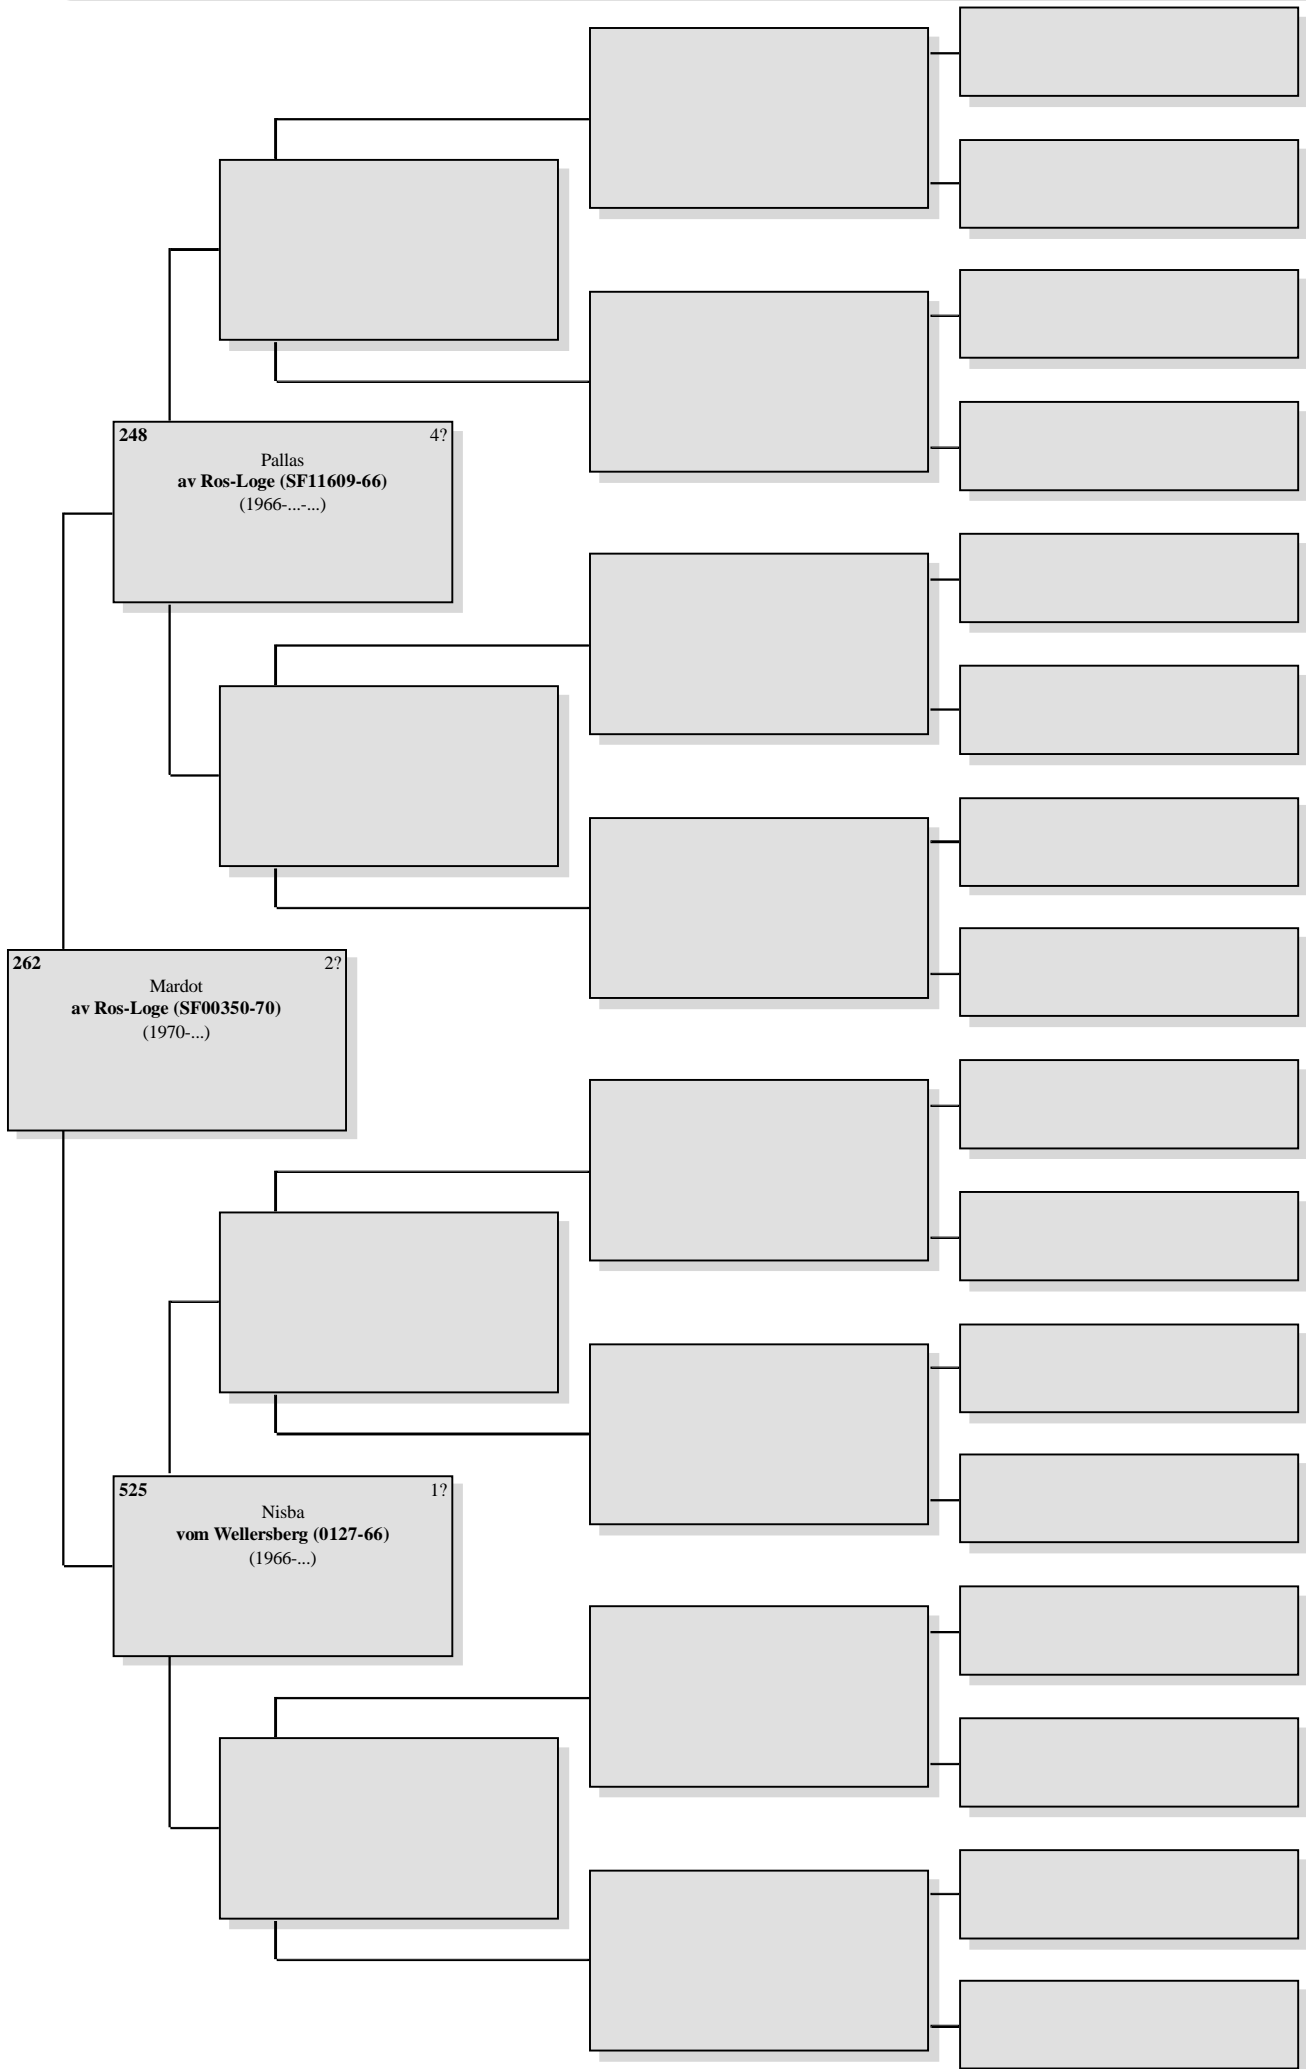 248 4?
Pallas
av Ros-Loge (SF11609-66)
(1966-...-...)
262 2?
Mardot
av Ros-Loge (SF00350-70)
(1970-...)
525 1?
Nisba
vom Wellersberg (0127-66)
(1966-...)